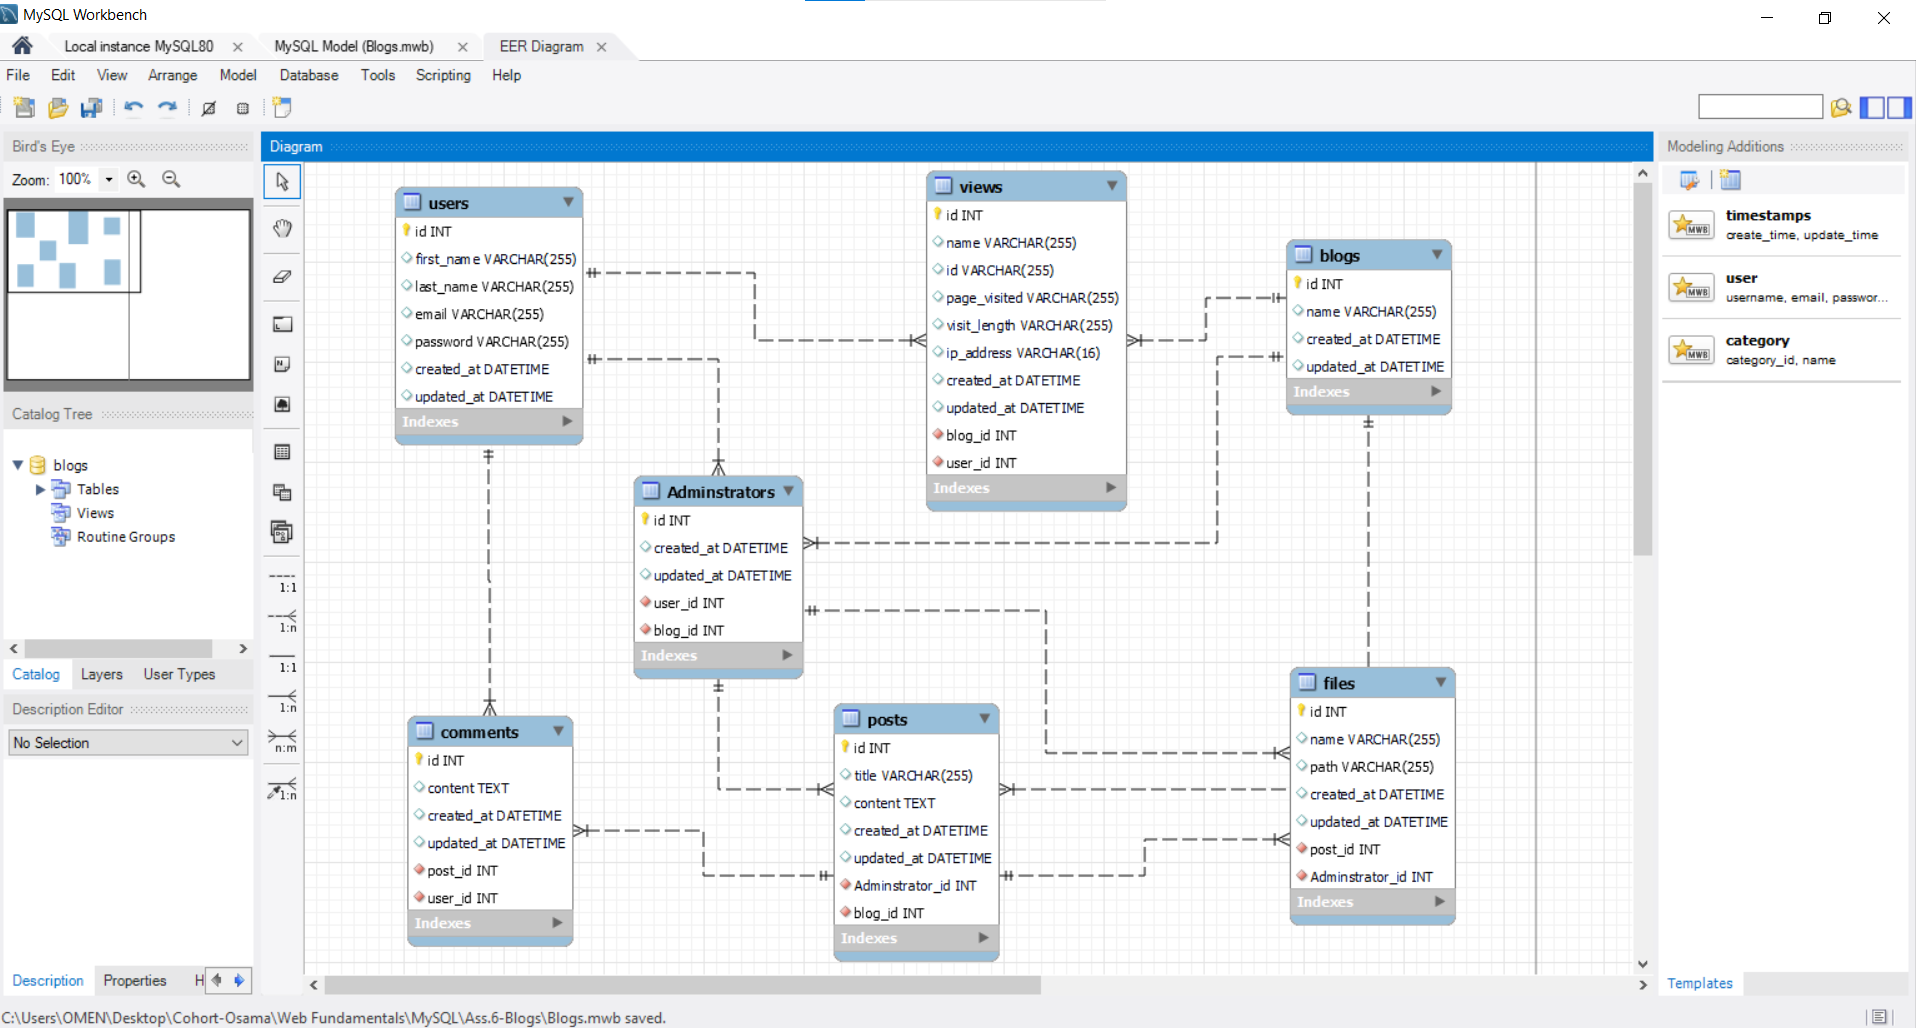 MySQL Workbench
Local instance MySQL80
MySQL Model (Blogs.mwb)
EER Diagram
File Edit View Arrange Model Database Tools Scripting Help
Bird's Eye
Zoom: 100%
Catalog Tree
blogs
Tables
Views
Routine Groups
Catalog Layers User Types
Description Editor
No Selection
Description Properties H
Diagram
1:1
1:n
1:1
1:n
n:m
1:n
users
id INT
first_name VARCHAR(255)
last_name VARCHAR(255)
email VARCHAR(255)
password VARCHAR(255)
created_at DATETIME
updated_at DATETIME
Indexes
views
id INT
name VARCHAR(255)
id VARCHAR(255)
page_visited VARCHAR(255)
visit_length VARCHAR(255)
ip_address VARCHAR(16)
created_at DATETIME
updated_at DATETIME
blog_id INT
user_id INT
Indexes
blogs
id INT
name VARCHAR(255)
created_at DATETIME
updated_at DATETIME
Indexes
Adminstrators
id INT
created_at DATETIME
updated_at DATETIME
user_id INT
blog_id INT
Indexes
comments
id INT
content TEXT
created_at DATETIME
updated_at DATETIME
post_id INT
user_id INT
Indexes
posts
id INT
title VARCHAR(255)
content TEXT
created_at DATETIME
updated_at DATETIME
Adminstrator_id INT
blog_id INT
Indexes
files
id INT
name VARCHAR(255)
path VARCHAR(255)
created_at DATETIME
updated_at DATETIME
post_id INT
Adminstrator_id INT
Indexes
Modeling Additions
MWB
timestamps
create_time, update_time
MWB
user
username, email, passwor...
MWB
category
category_id, name
Templates
C:\Users\OMEN\Desktop\Cohort-Osama\Web Fundamentals\MySQL\Ass.6-Blogs\Blogs.mwb saved.